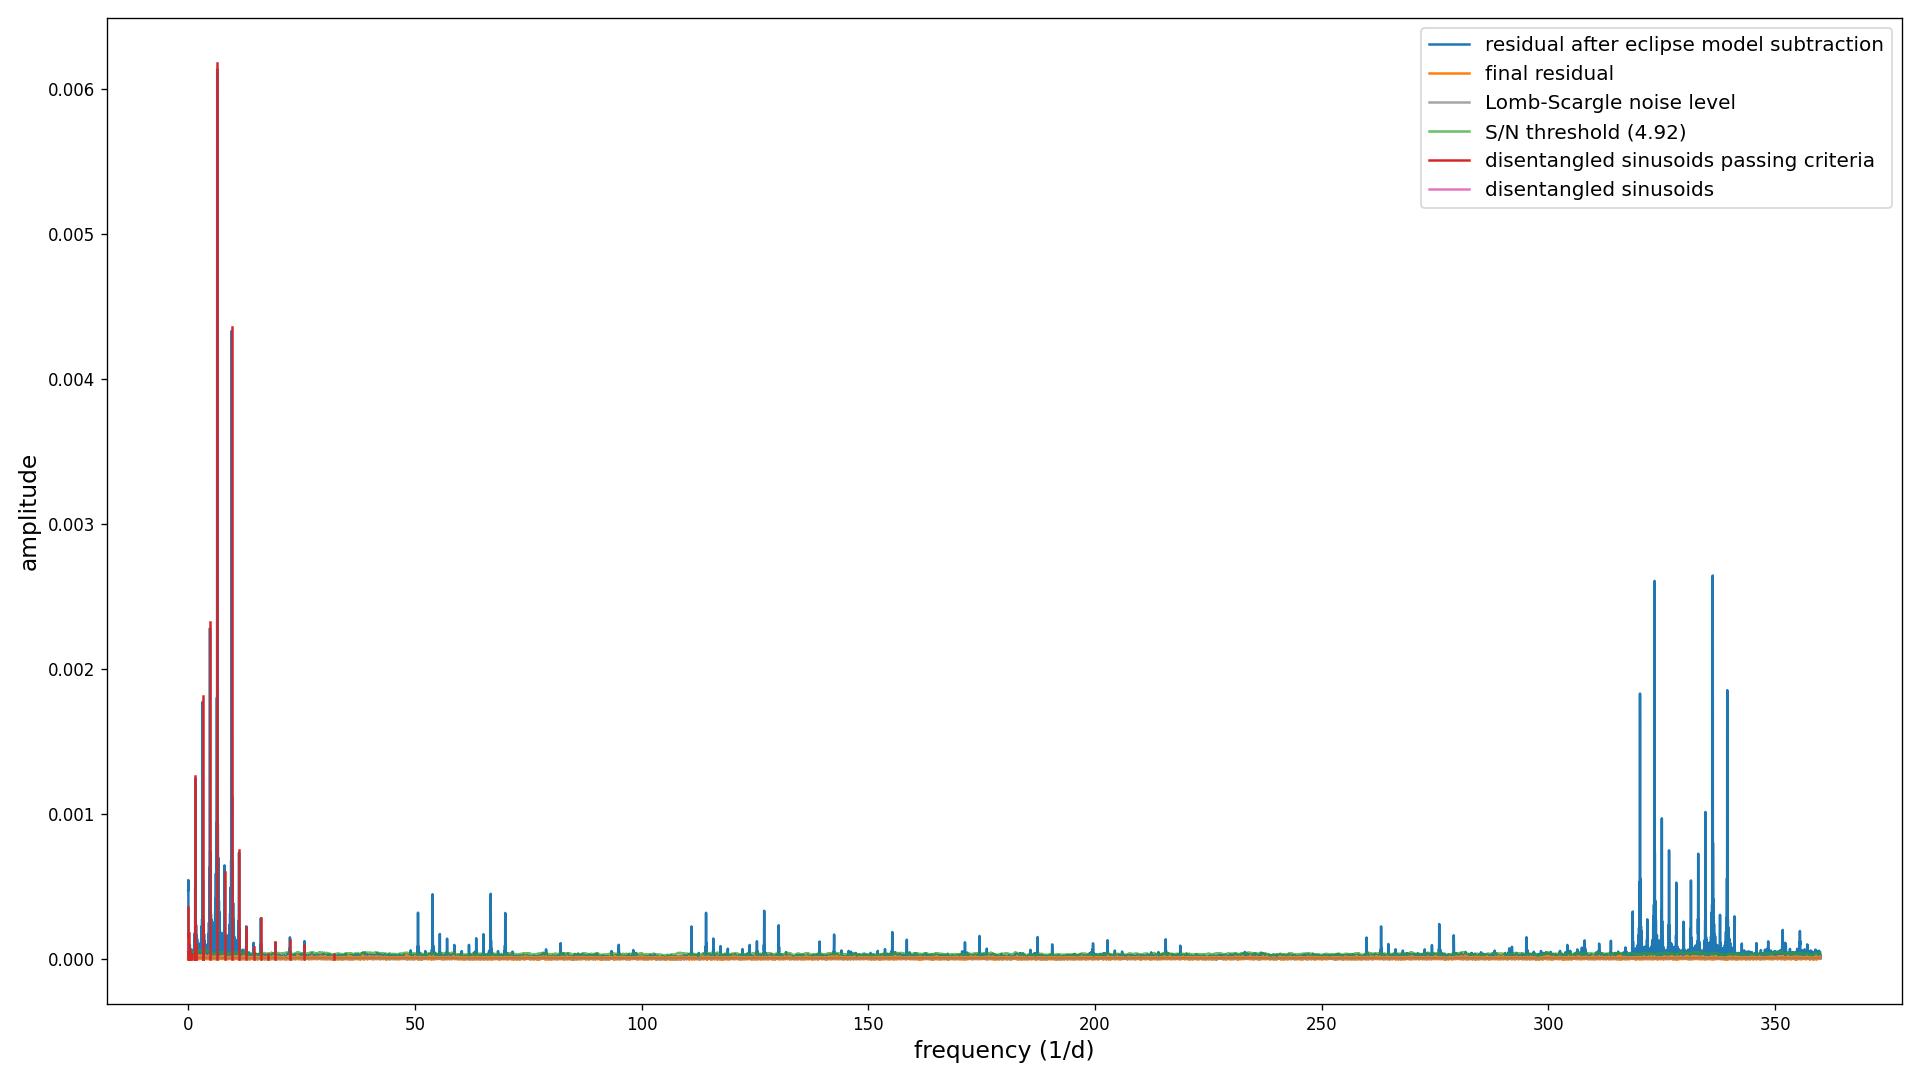 residual after eclipse model subtraction
final residual
Lomb-Scargle noise level
S/N threshold (4.92)
disentangled sinusoids passing criteria
disentangled sinusoids
0.006
0.005
0.004
0.003
0.002
0.001
0.000
amplitude
0 50 100 150 200 250 300 350
frequency (1/d)